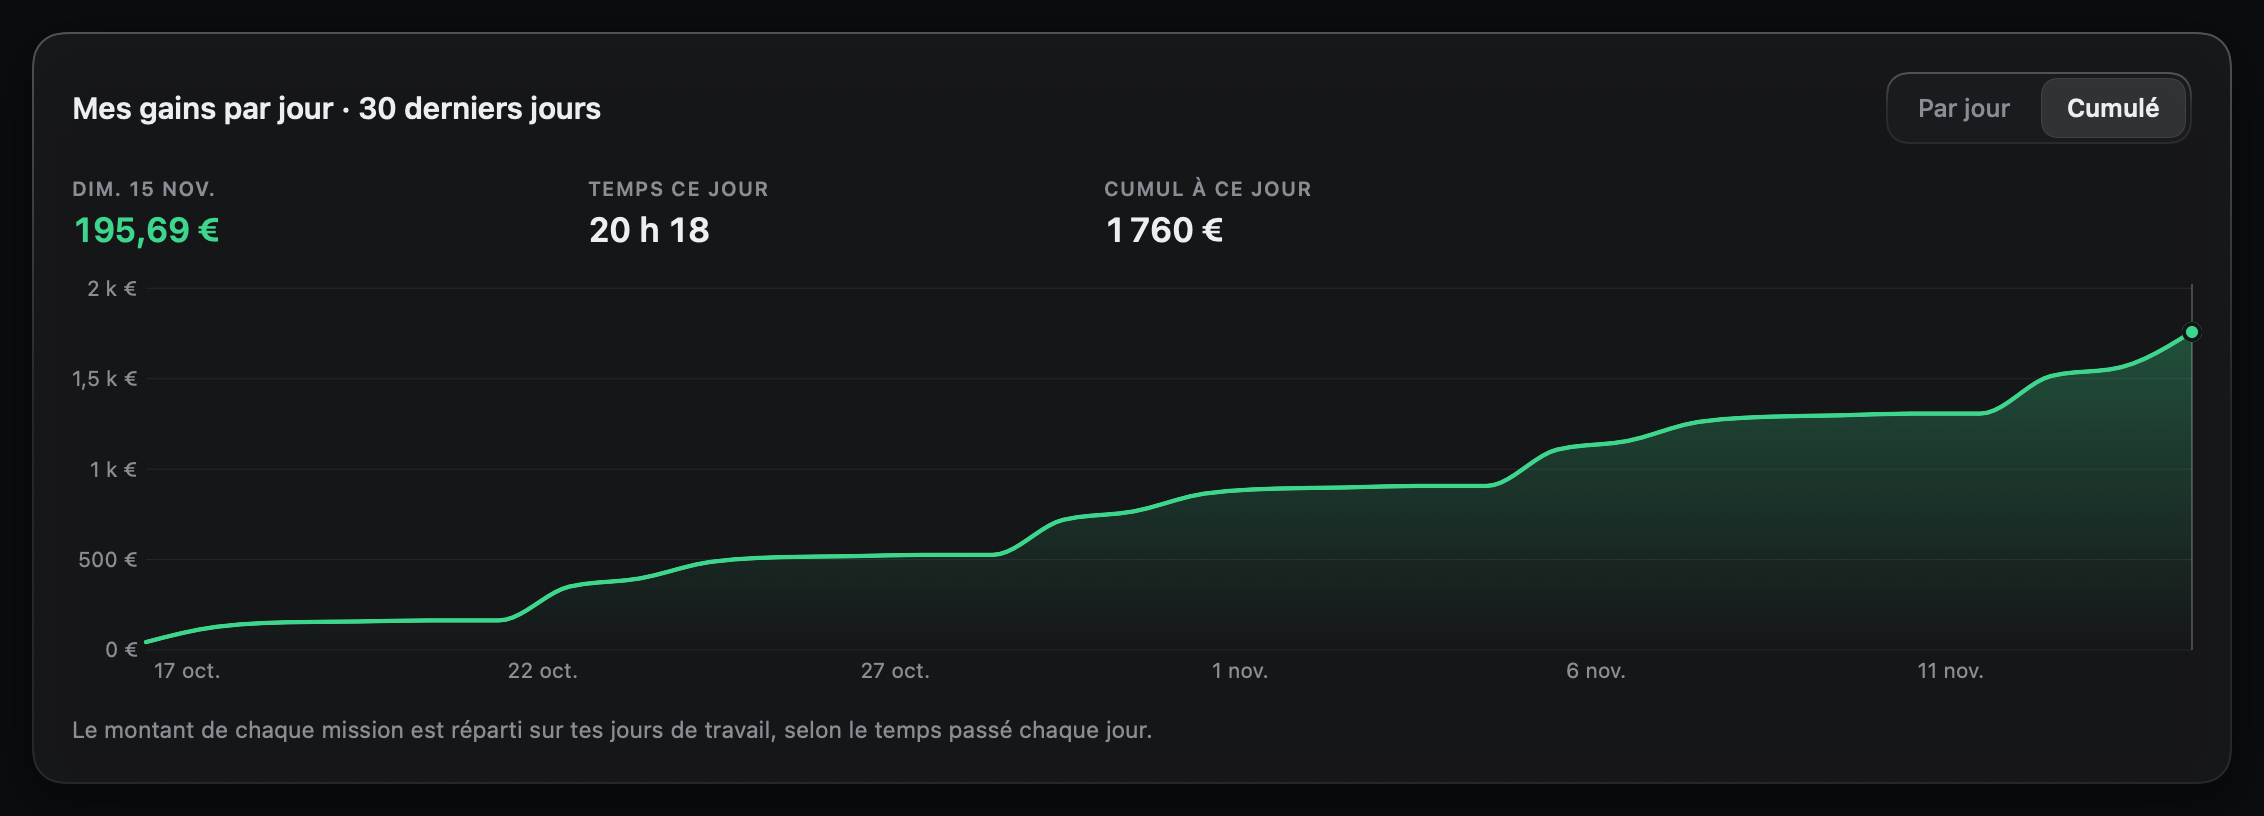 Mes gains par jour · 30 derniers jours
Par jour
Cumulé
DIM. 15 NOV.
195,69 €
TEMPS CE JOUR
20 h 18
CUMUL À CE JOUR
1 760 €
2 k €
1,5 k €
1 k €
500 €
0 €
17 oct.
22 oct.
27 oct.
1 nov.
6 nov.
11 nov.
Le montant de chaque mission est réparti sur tes jours de travail, selon le temps passé chaque jour.